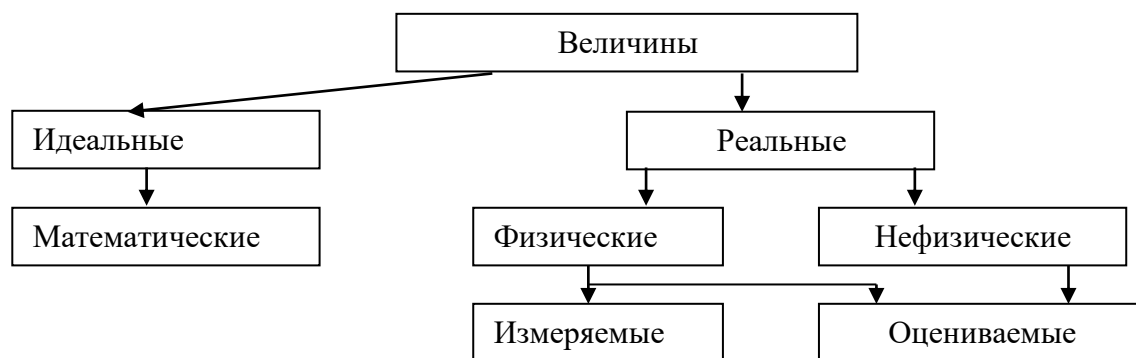 Величины
Идеальные
Реальные
Математические
Физические
Нефизические
Измеряемые
Оцениваемые